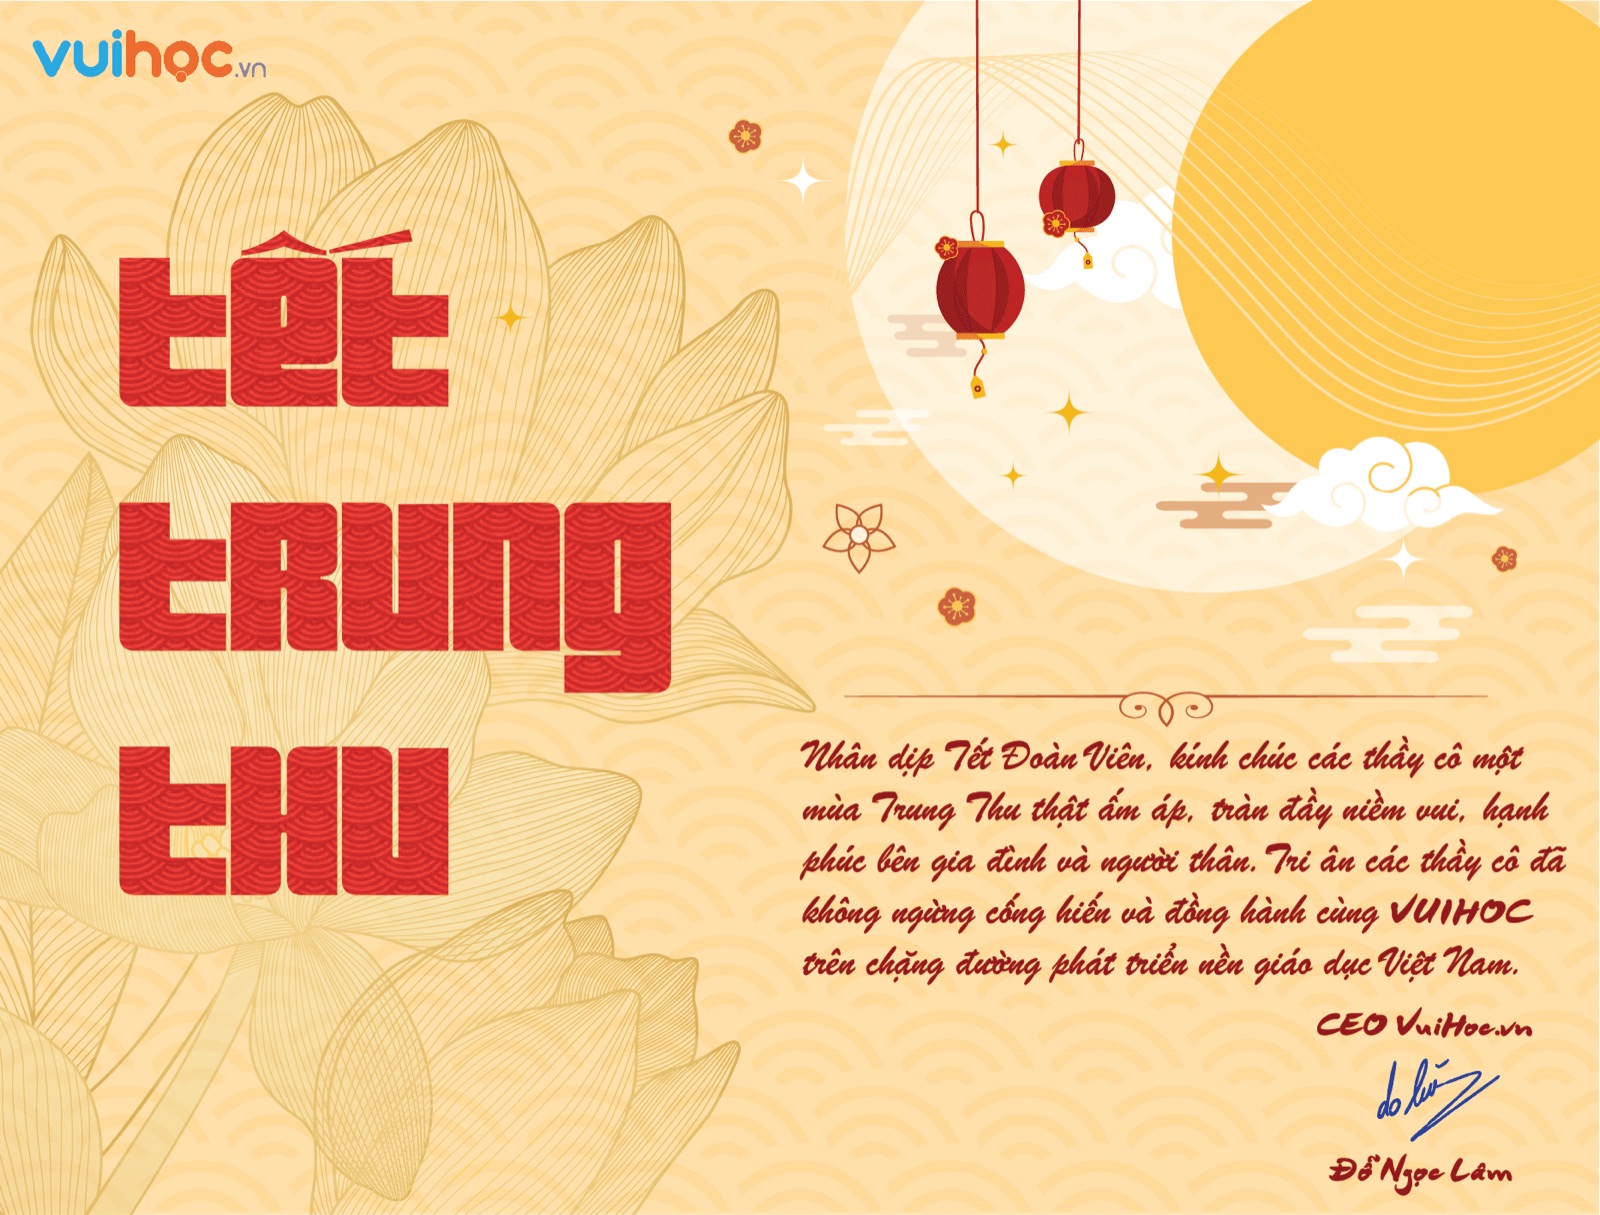 vuihọc.vn
tết
tRung
thu
Nhân dịp Tết Đoàn Viên, kính chúc các thầy cô một
mùa Trung Thu thật ấm áp, tràn đầy niềm vui, hạnh
phúc bên gia đình và người thân. Tri ân các thầy cô đã
không ngừng cống hiến và đồng hành cùng VUIHOC
trên chặng đường phát triển nền giáo dục Việt Nam.
CEO VuiHoc.vn
Đỗ Ngọc Lâm